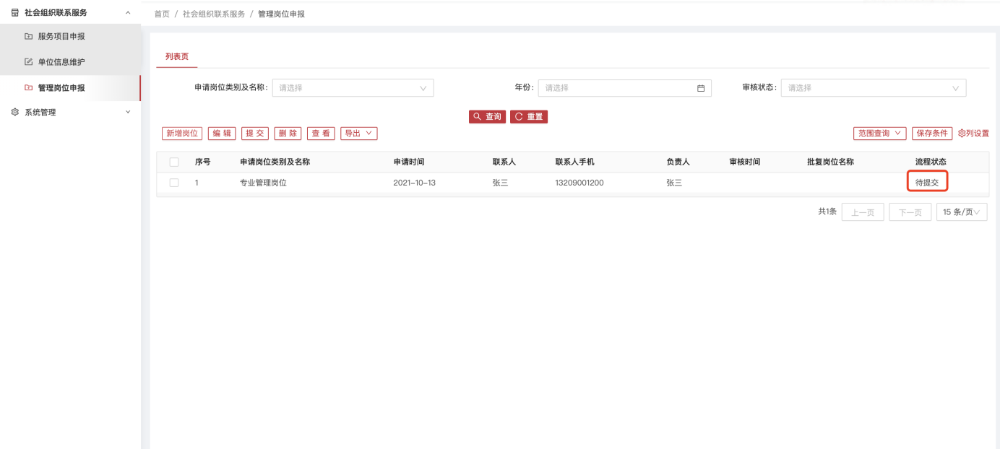 社会组织联系服务
服务项目申报
单位信息维护
管理岗位申报
系统管理
首页 / 社会组织联系服务 / 管理岗位申报
列表页
申请岗位类别及名称: 请选择 年份: 请选择 审核状态: 请选择
查询 重置
新增岗位 编辑 提交 删除 查看 导出 范围查询 保存条件 列设置
序号 申请岗位类别及名称 申请时间 联系人 联系人手机 负责人 审核时间 批复岗位名称 流程状态
1 专业管理岗位 2021-10-13 张三 13209001200 张三 待提交
共1条 上一页 下一页 15 条/页